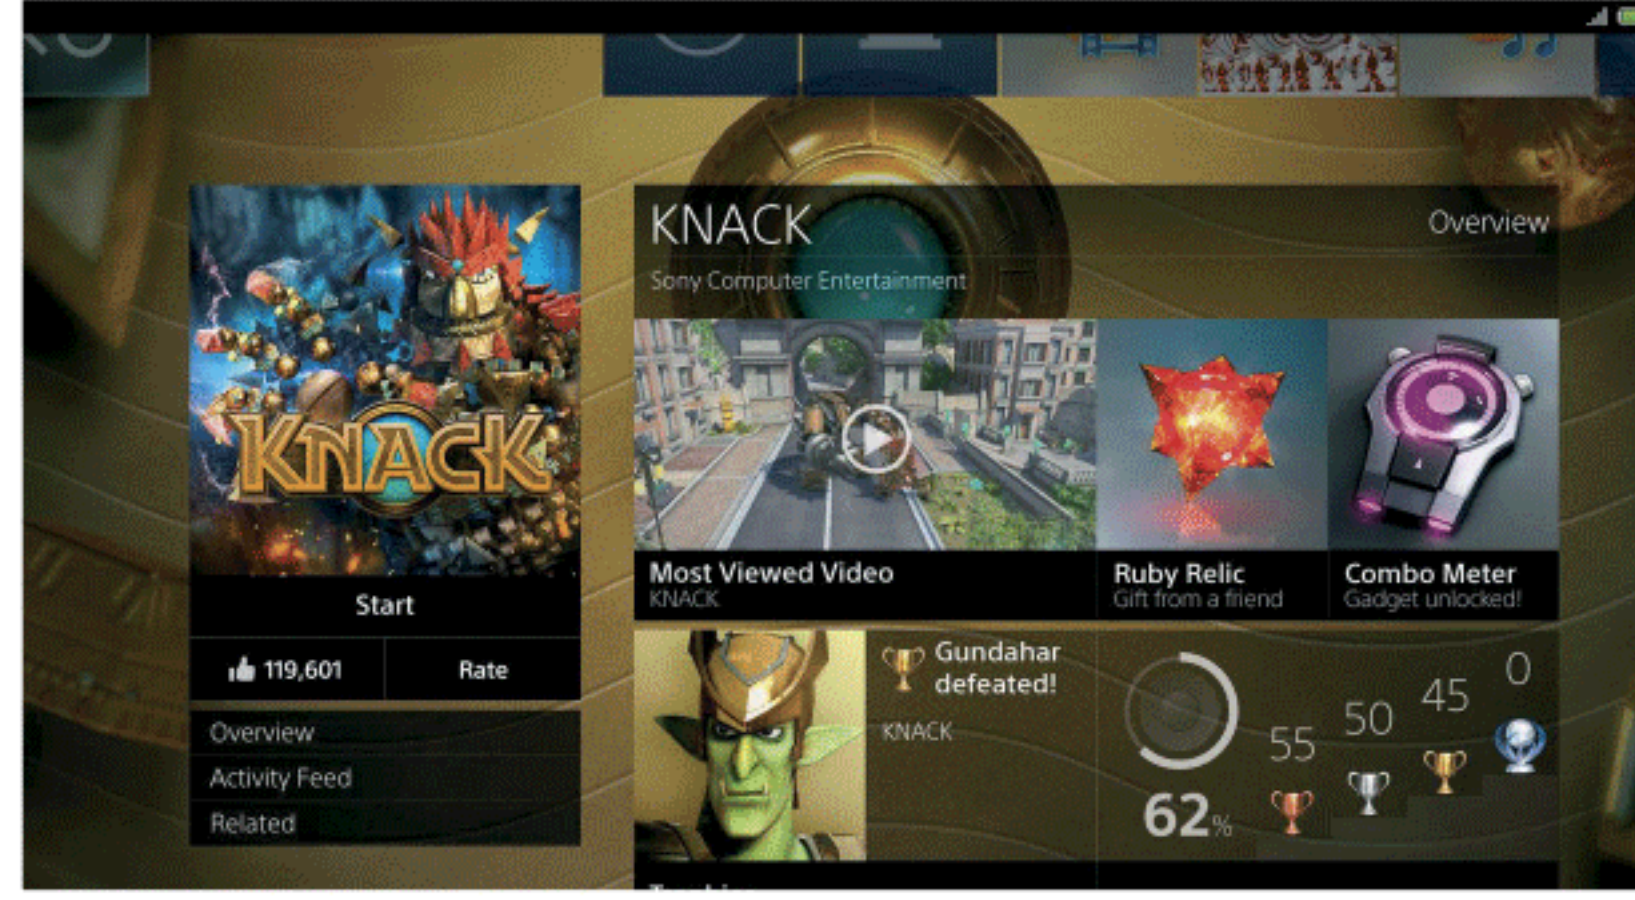 KNACK
Start
119,601
Rate
Overview
Activity Feed
Related
KNACK
Overview
Sony Computer Entertainment
Most Viewed Video
KNACK
Ruby Relic
Gift from a friend
Combo Meter
Gadget unlocked!
Gundahar
defeated!
KNACK
62%
55
50
45
0